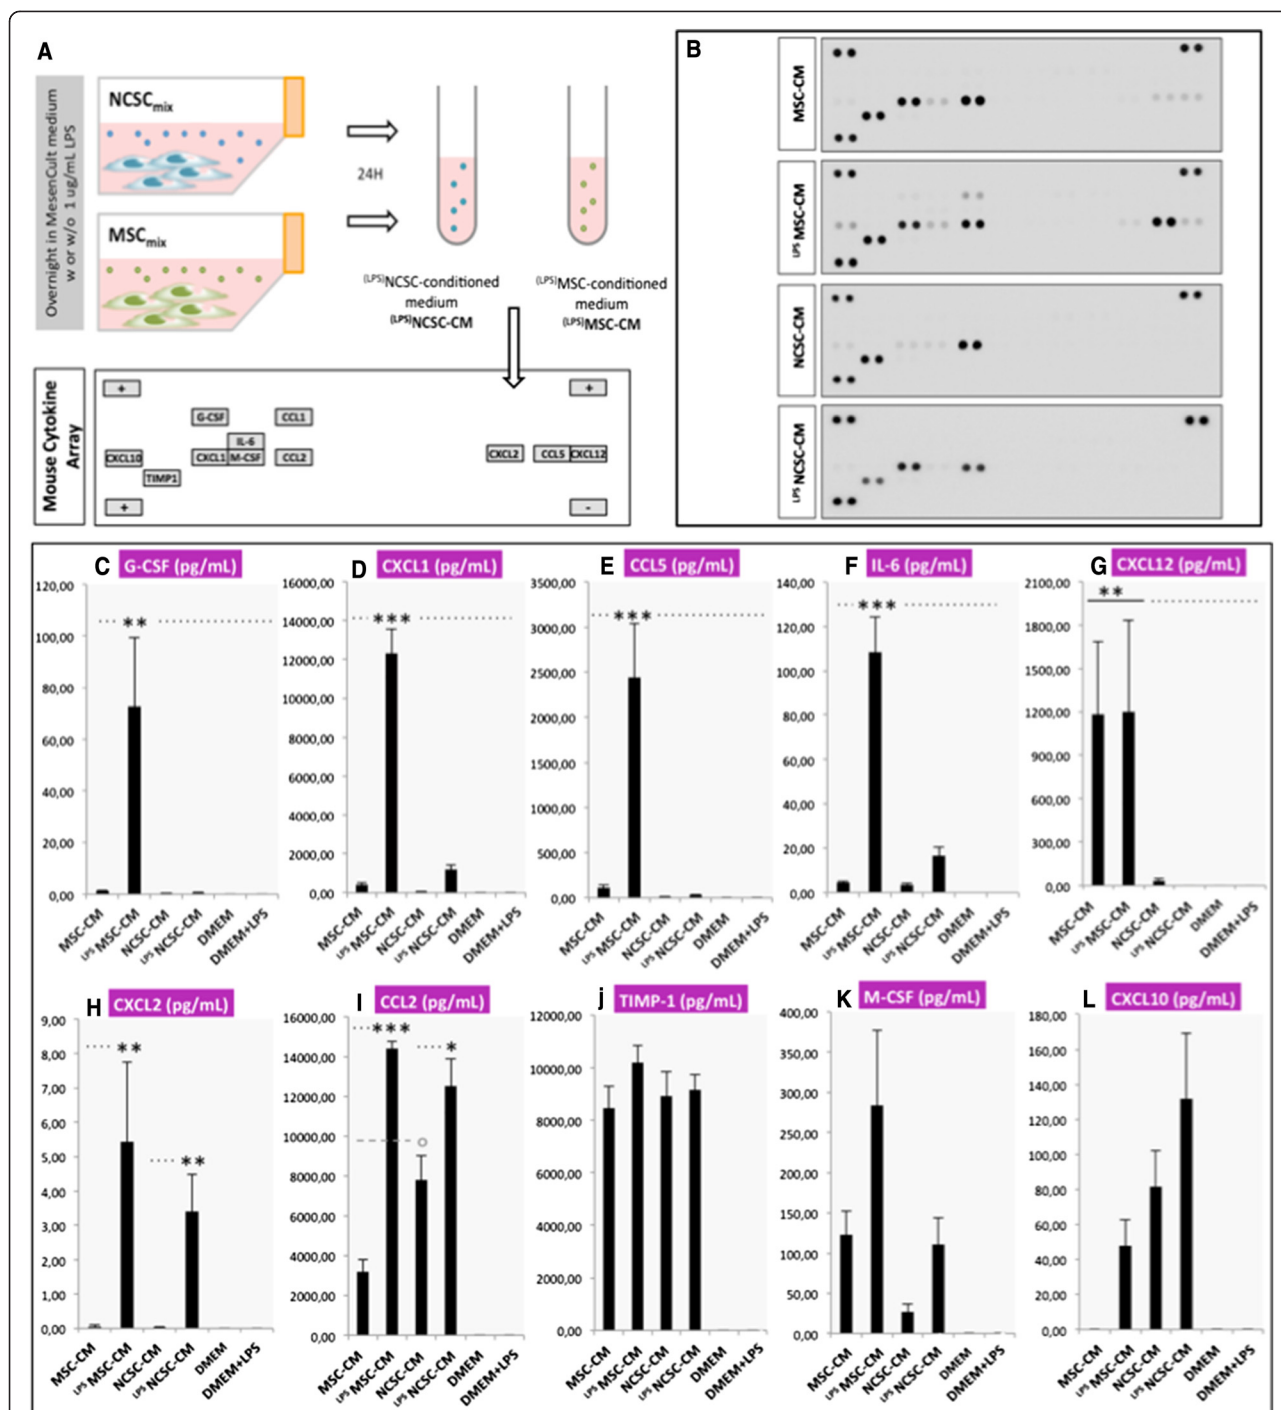 A
Overnight in MesenCult medium
w or w/o 1 ug/mL LPS
NCSCmix
MSCmix
24H
(LPS)NCSC-conditioned
medium
(LPS)NCSC-CM
(LPS)MSC-conditioned
medium
(LPS)MSC-CM
Mouse Cytokine
Array
+ +
G-CSF CCL1
IL-6
CXCL10 CXCL1 M-CSF CCL2 CXCL2 CCL5 CXCL12
TIMP1
+ -
B
MSC-CM
LPS MSC-CM
NCSC-CM
LPS NCSC-CM
C G-CSF (pg/mL)
120,00
100,00
80,00
60,00
40,00
20,00
0,00
**
MSC-CM
LPS MSC-CM
NCSC-CM
LPS NCSC-CM
DMEM
DMEM+LPS
D CXCL1 (pg/mL)
16000,00
14000,00
12000,00
10000,00
8000,00
6000,00
4000,00
2000,00
0,00
***
MSC-CM
LPS MSC-CM
NCSC-CM
LPS NCSC-CM
DMEM
DMEM+LPS
E CCL5 (pg/mL)
3500,00
3000,00
2500,00
2000,00
1500,00
1000,00
500,00
0,00
***
MSC-CM
LPS MSC-CM
NCSC-CM
LPS NCSC-CM
DMEM
DMEM+LPS
F IL-6 (pg/mL)
140,00
120,00
100,00
80,00
60,00
40,00
20,00
0,00
***
MSC-CM
LPS MSC-CM
NCSC-CM
LPS NCSC-CM
DMEM
DMEM+LPS
G CXCL12 (pg/mL)
2100,00
1800,00
1500,00
1200,00
900,00
600,00
300,00
0,00
**
MSC-CM
LPS MSC-CM
NCSC-CM
LPS NCSC-CM
DMEM
DMEM+LPS
H CXCL2 (pg/mL)
9,00
8,00
7,00
6,00
5,00
4,00
3,00
2,00
1,00
0,00
**
**
MSC-CM
LPS MSC-CM
NCSC-CM
LPS NCSC-CM
DMEM
DMEM+LPS
I CCL2 (pg/mL)
16000,00
14000,00
12000,00
10000,00
8000,00
6000,00
4000,00
2000,00
0,00
***
*
MSC-CM
LPS MSC-CM
NCSC-CM
LPS NCSC-CM
DMEM
DMEM+LPS
j TIMP-1 (pg/mL)
12000,00
10000,00
8000,00
6000,00
4000,00
2000,00
0,00
MSC-CM
LPS MSC-CM
NCSC-CM
LPS NCSC-CM
DMEM
DMEM+LPS
K M-CSF (pg/mL)
400,00
350,00
300,00
250,00
200,00
150,00
100,00
50,00
0,00
MSC-CM
LPS MSC-CM
NCSC-CM
LPS NCSC-CM
DMEM
DMEM+LPS
L CXCL10 (pg/mL)
180,00
160,00
140,00
120,00
100,00
80,00
60,00
40,00
20,00
0,00
MSC-CM
LPS MSC-CM
NCSC-CM
LPS NCSC-CM
DMEM
DMEM+LPS